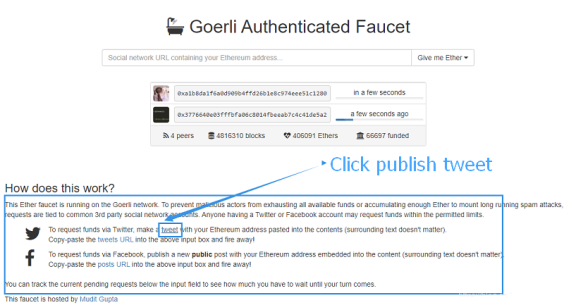 Goerli Authenticated Faucet
Social network URL containing your Ethereum address...
Give me Ether
0xa1b8da1f6a0d909b4ffd26b1e8c974eee51c1280
in a few seconds
0x3776640e03fffbfa06c8014fbeaab7c4c41de5a2
a few seconds ago
4 peers
4816310 blocks
406091 Ethers
66697 funded
Click publish tweet
How does this work?
This Ether faucet is running on the Goerli network. To prevent malicious actors from exhausting all available funds or accumulating enough Ether to mount long running spam attacks,
requests are tied to common 3rd party social network accounts. Anyone having a Twitter or Facebook account may request funds within the permitted limits.
To request funds via Twitter, make a tweet with your Ethereum address pasted into the contents (surrounding text doesn't matter).
Copy-paste the tweets URL into the above input box and fire away!
To request funds via Facebook, publish a new public post with your Ethereum address embedded into the content (surrounding text doesn't matter).
Copy-paste the posts URL into the above input box and fire away!
You can track the current pending requests below the input field to see how much you have to wait until your turn comes.
This faucet is hosted by Mudit Gupta